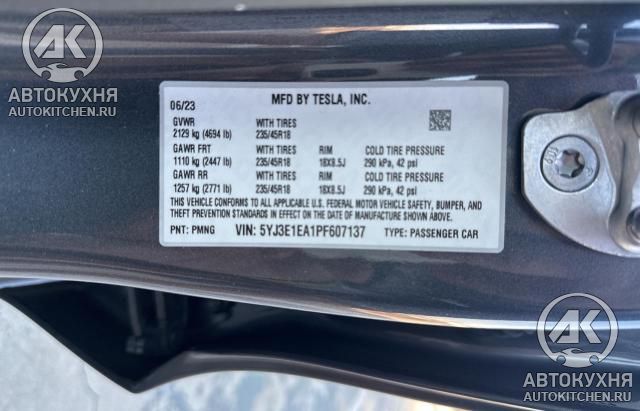 AK
АВТОКУХНЯ
AUTOKITCHEN.RU
06/23 MFD BY TESLA, INC.
GVWR WITH TIRES
2129 kg (4694 lb) 235/45R18
GAWR FRT WITH TIRES RIM COLD TIRE PRESSURE
1110 kg (2447 lb) 235/45R18 18X8.5J 290 kPa, 42 psi
GAWR RR WITH TIRES RIM COLD TIRE PRESSURE
1257 kg (2771 lb) 235/45R18 18X8.5J 290 kPa, 42 psi
THIS VEHICLE CONFORMS TO ALL APPLICABLE U.S. FEDERAL MOTOR VEHICLE SAFETY, BUMPER, AND
THEFT PREVENTION STANDARDS IN EFFECT ON THE DATE OF MANUFACTURE SHOWN ABOVE.
PNT: PMNG VIN: 5YJ3E1EA1PF607137 TYPE: PASSENGER CAR
AK
АВТОКУХНЯ
AUTOKITCHEN.RU